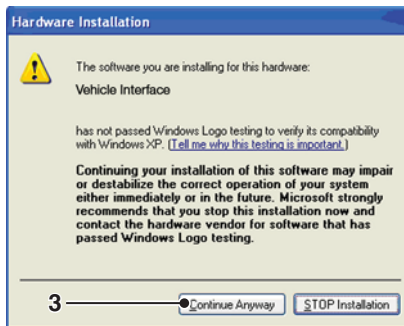 Hardware Installation
The software you are installing for this hardware:
Vehicle Interface
has not passed Windows Logo testing to verify its compatibility
with Windows XP. (Tell me why this testing is important.)
Continuing your installation of this software may impair
or destabilize the correct operation of your system
either immediately or in the future. Microsoft strongly
recommends that you stop this installation now and
contact the hardware vendor for software that has
passed Windows Logo testing.
3 Continue Anyway STOP Installation